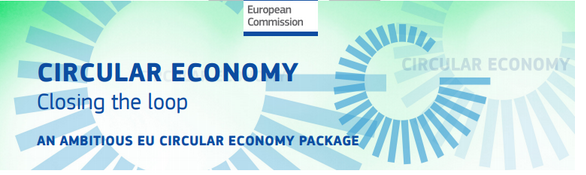 European
Commission
CIRCULAR ECONOMY
CIRCULAR ECONOMY
Closing the loop
AN AMBITIOUS EU CIRCULAR ECONOMY PACKAGE